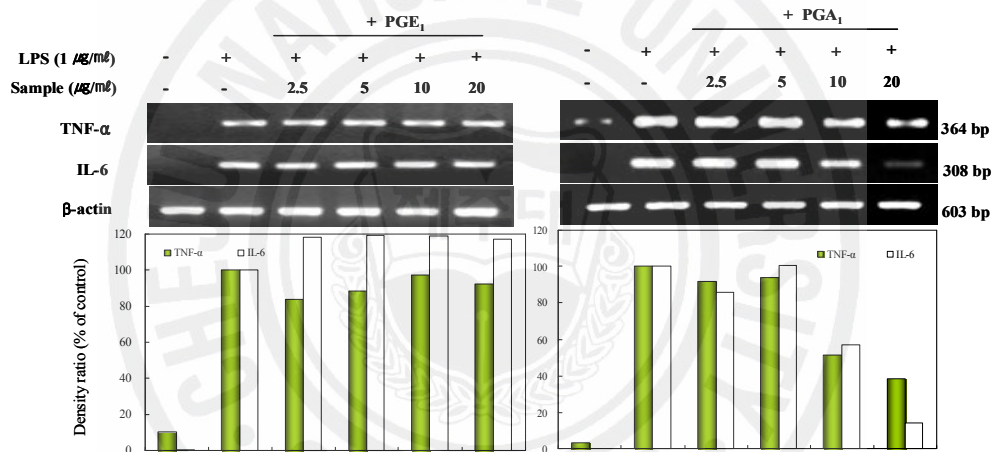 + PGE1
LPS (1 ㎍/㎖) - + + + + +
Sample (㎍/㎖) - - 2.5 5 10 20
TNF-α
IL-6
β-actin
120
100
80
60
40
20
0
Density ratio (% of control)
TNF-α IL-6
+ PGA1
- + + + + +
- - 2.5 5 10 20
364 bp
308 bp
603 bp
120
100
80
60
40
20
0
TNF-α IL-6